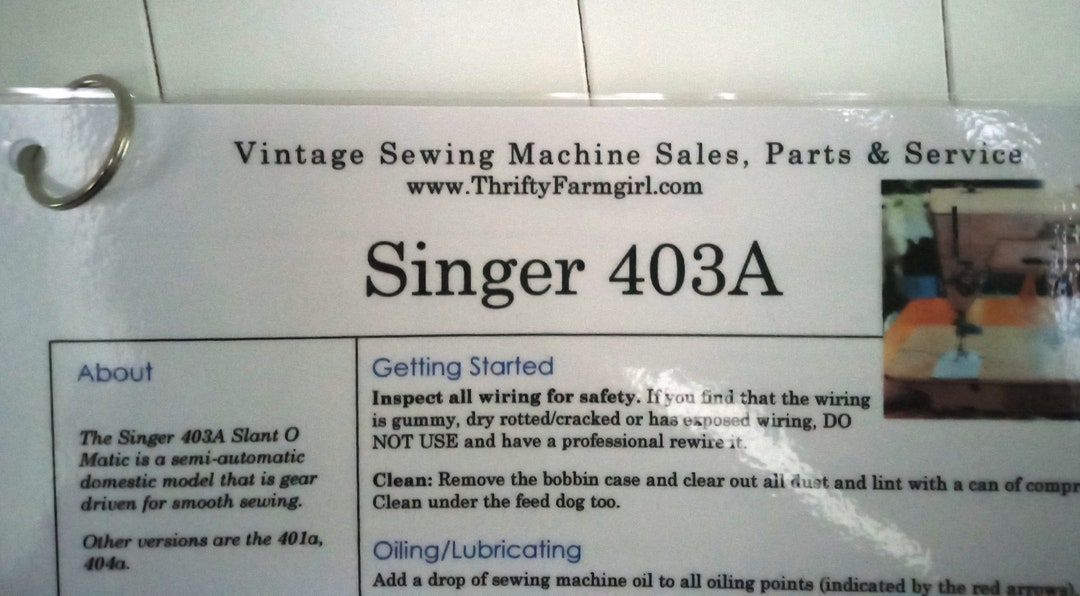 Vintage Sewing Machine Sales, Parts & Service
www.ThriftyFarmgirl.com
Singer 403A
About
The Singer 403A Slant O
Matic is a semi-automatic
domestic model that is gear
driven for smooth sewing.
Other versions are the 401a,
404a.
Getting Started
Inspect all wiring for safety. If you find that the wiring
is gummy, dry rotted/cracked or has exposed wiring, DO
NOT USE and have a professional rewire it.
Clean: Remove the bobbin case and clear out all dust and lint with a can of compr
Clean under the feed dog too.
Oiling/Lubricating
Add a drop of sewing machine oil to all oiling points (indicated by the red arrows).